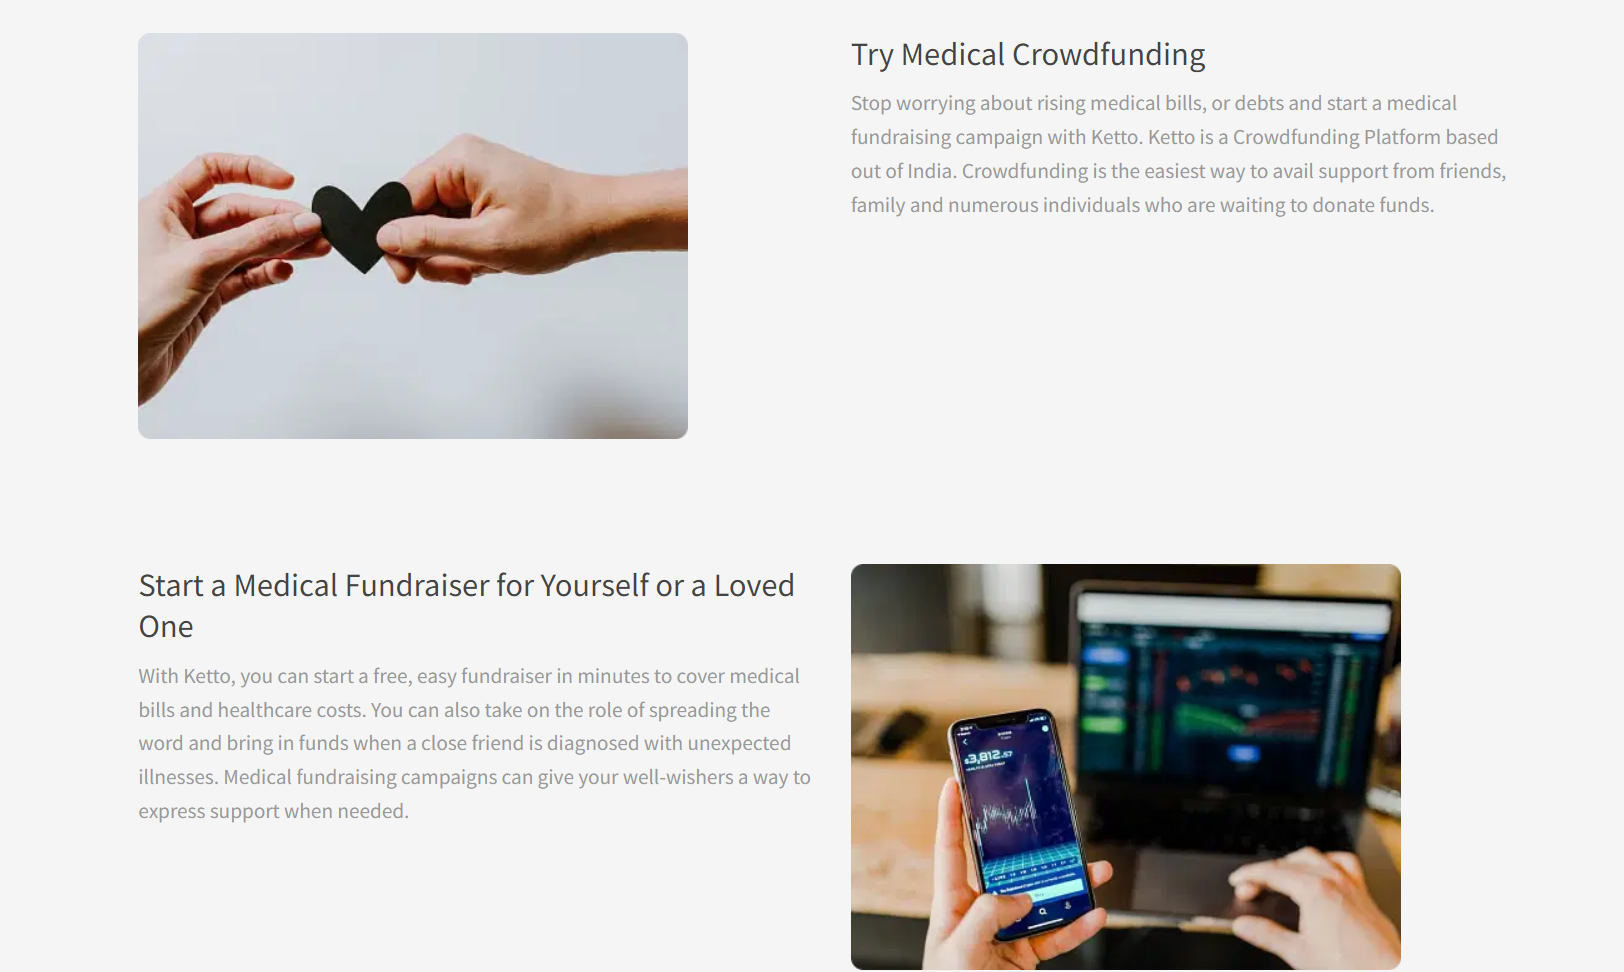 Try Medical Crowdfunding
Stop worrying about rising medical bills, or debts and start a medical
fundraising campaign with Ketto. Ketto is a Crowdfunding Platform based
out of India. Crowdfunding is the easiest way to avail support from friends,
family and numerous individuals who are waiting to donate funds.
Start a Medical Fundraiser for Yourself or a Loved
One
With Ketto, you can start a free, easy fundraiser in minutes to cover medical
bills and healthcare costs. You can also take on the role of spreading the
word and bring in funds when a close friend is diagnosed with unexpected
illnesses. Medical fundraising campaigns can give your well-wishers a way to
express support when needed.
$3,812.57